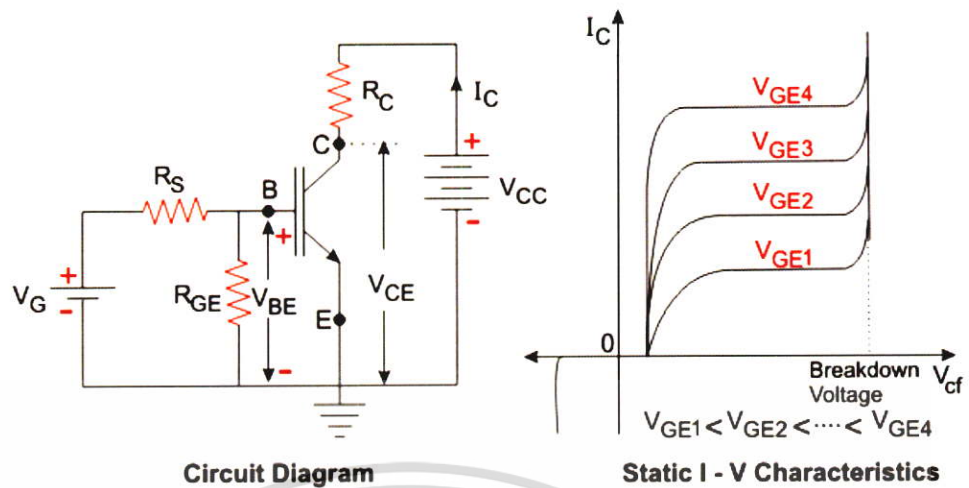 R_C
I_C
C
+
V_CC
-
R_S
B
+
V_G
+
-
R_GE
V_BE
-
V_CE
E
Circuit Diagram
I_C
V_GE4
V_GE3
V_GE2
V_GE1
0
Breakdown Voltage
V_cf
V_GE1 < V_GE2 < ····· < V_GE4
Static I - V Characteristics